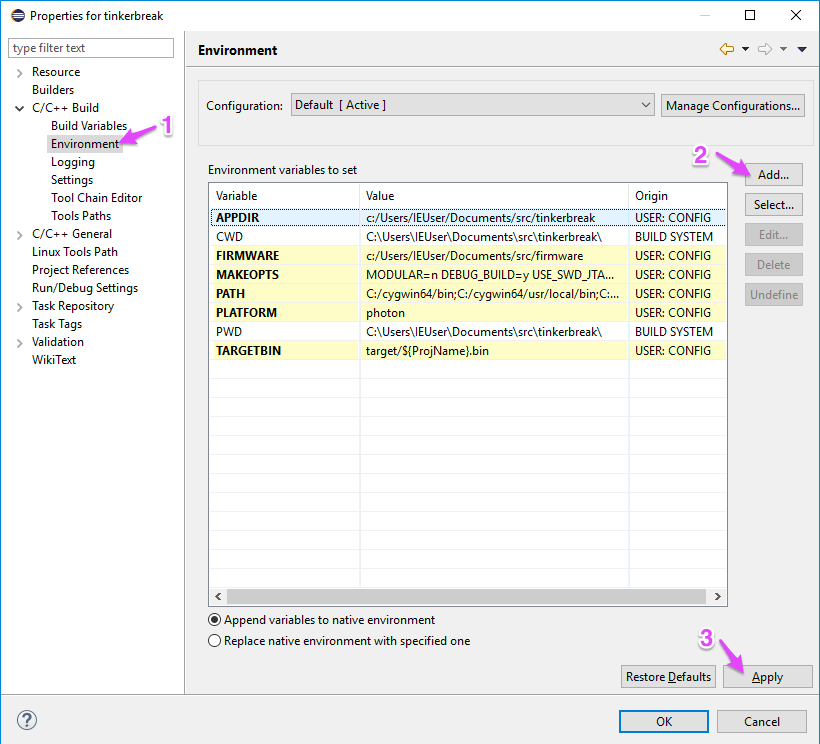 Properties for tinkerbreak
type filter text
Environment
Resource
Builders
C/C++ Build
Build Variables
Environment
Logging
Settings
Tool Chain Editor
Tools Paths
C/C++ General
Linux Tools Path
Project References
Run/Debug Settings
Task Repository
Task Tags
Validation
WikiText
1
Configuration: Default [ Active ] Manage Configurations...
Environment variables to set
2
Add...
Select...
Edit...
Delete
Undefine
Variable Value Origin
APPDIR c:/Users/IEUser/Documents/src/tinkerbreak USER: CONFIG
CWD C:\Users\IEUser\Documents\src\tinkerbreak\ BUILD SYSTEM
FIRMWARE c:/Users/IEUser/Documents/src/firmware USER: CONFIG
MAKEOPTS MODULAR=n DEBUG_BUILD=y USE_SWD_JTA... USER: CONFIG
PATH C:/cygwin64/bin;C:/cygwin64/usr/local/bin;C:... USER: CONFIG
PLATFORM photon USER: CONFIG
PWD C:\Users\IEUser\Documents\src\tinkerbreak\ BUILD SYSTEM
TARGETBIN target/${ProjName}.bin USER: CONFIG
Append variables to native environment
Replace native environment with specified one
3
Restore Defaults Apply
? OK Cancel